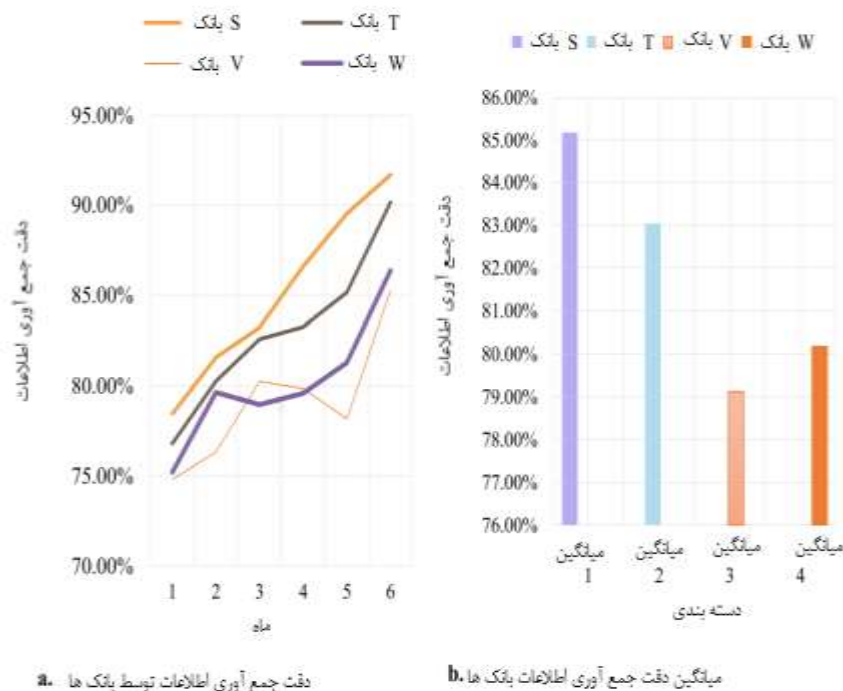 بانک S
بانک T
بانک V
بانک W
95.00%
90.00%
85.00%
80.00%
75.00%
70.00%
دقت جمع آوری اطلاعات
1 2 3 4 5 6
ماه
a. دقت جمع آوری اطلاعات توسط بانک ها
بانک S بانک T بانک V بانک W
86.00%
85.00%
84.00%
83.00%
82.00%
81.00%
80.00%
79.00%
78.00%
77.00%
76.00%
دقت جمع آوری اطلاعات
میانگین میانگین میانگین میانگین
1 2 3 4
دسته بندی
b. میانگین دقت جمع آوری اطلاعات بانک ها